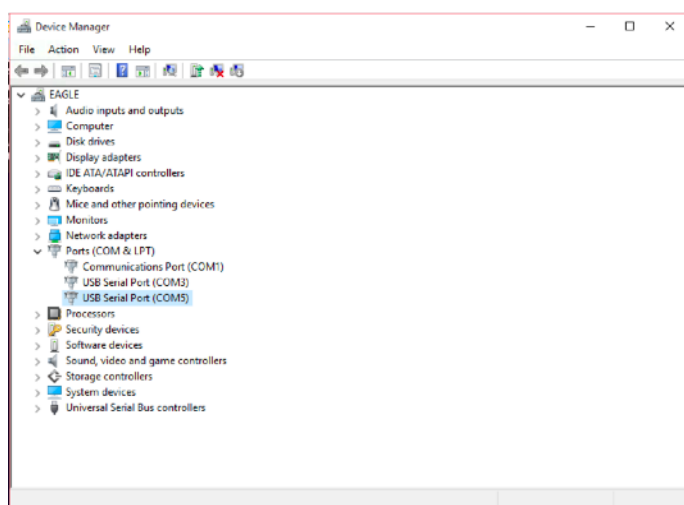 Device Manager
File Action View Help
EAGLE
Audio inputs and outputs
Computer
Disk drives
Display adapters
IDE ATA/ATAPI controllers
Keyboards
Mice and other pointing devices
Monitors
Network adapters
Ports (COM & LPT)
Communications Port (COM1)
USB Serial Port (COM3)
USB Serial Port (COM5)
Processors
Security devices
Software devices
Sound, video and game controllers
Storage controllers
System devices
Universal Serial Bus controllers